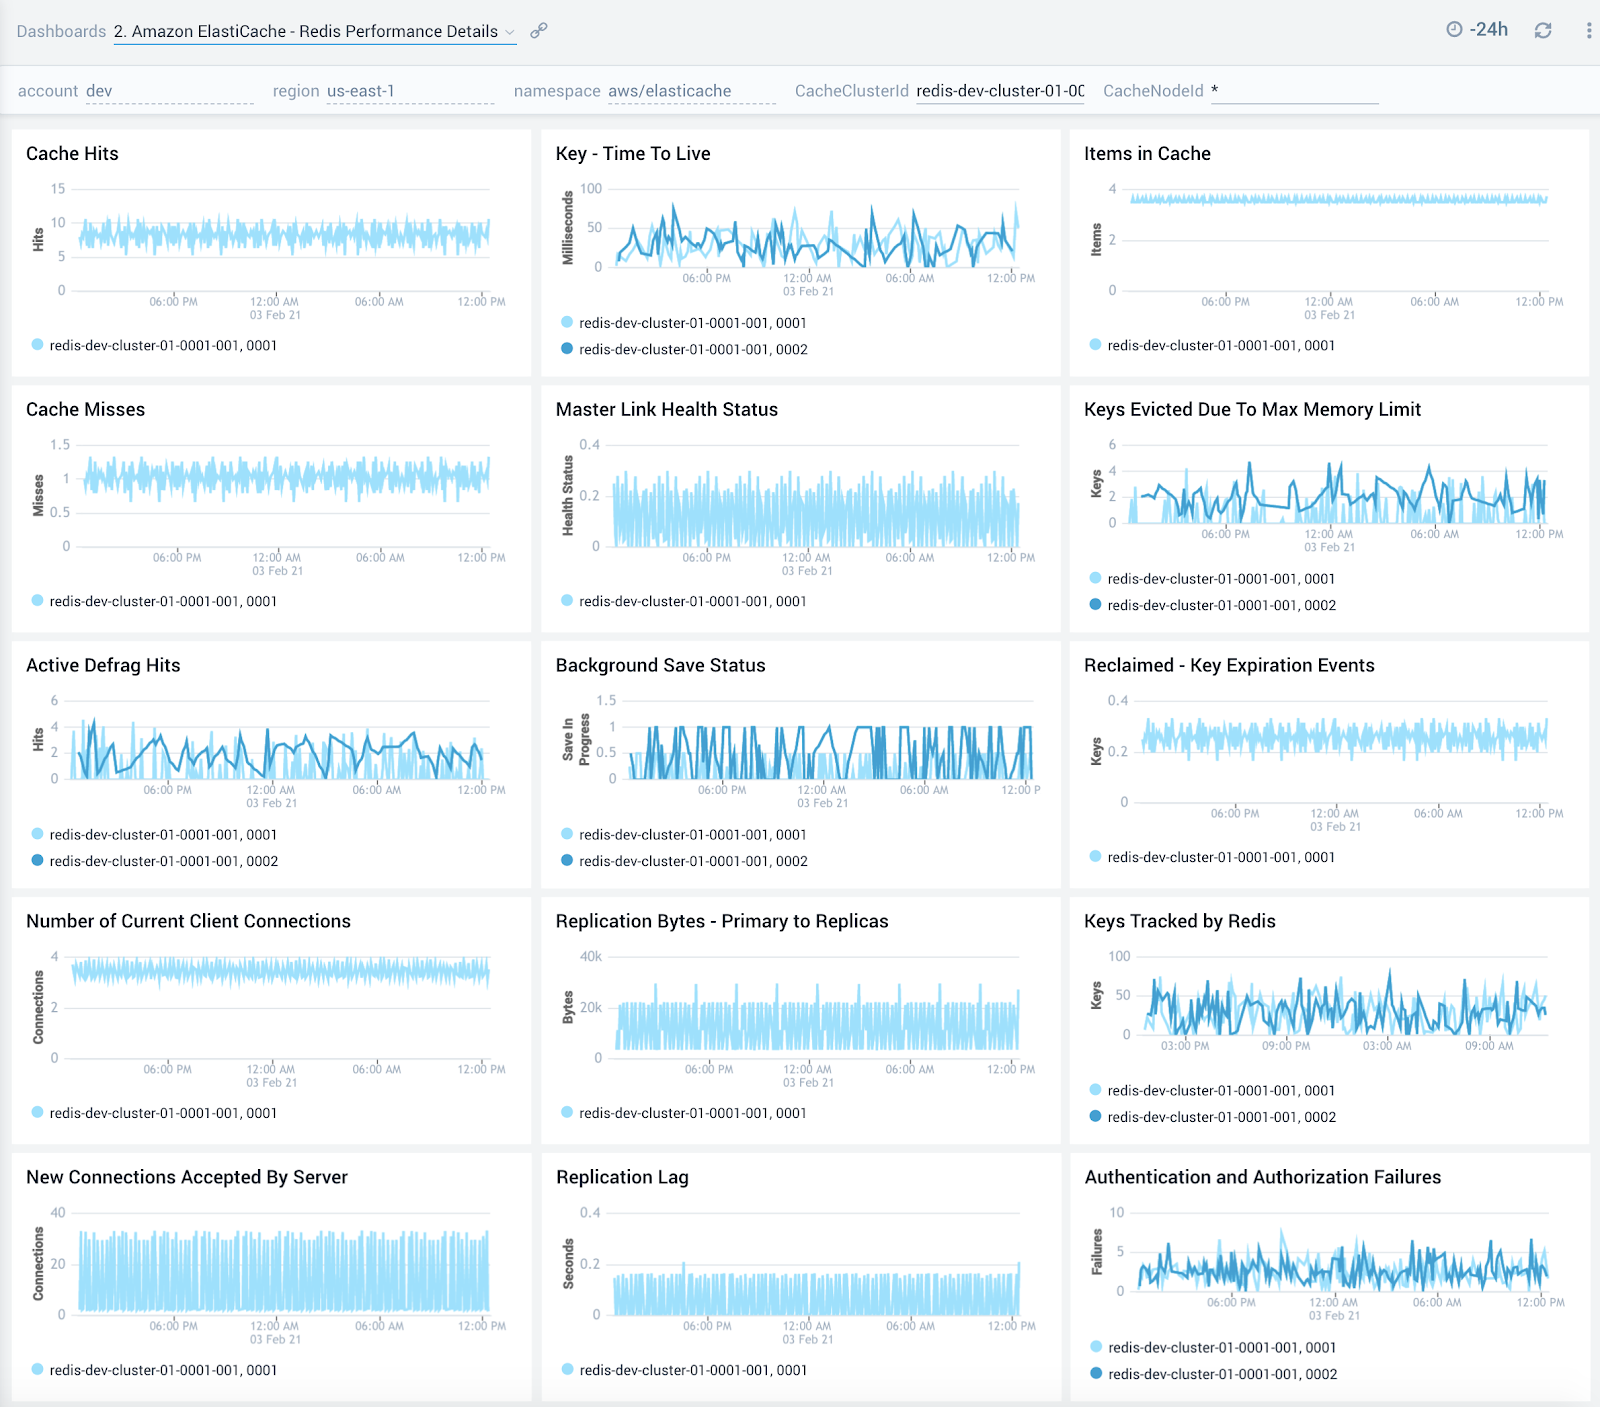 Dashboards 2. Amazon ElastiCache - Redis Performance Details
-24h
account dev region us-east-1 namespace aws/elasticache CacheClusterId redis-dev-cluster-01-00 CacheNodeId *
Cache Hits
15
10
5
0
Hits
06:00 PM 12:00 AM 06:00 AM 12:00 PM
03 Feb 21
redis-dev-cluster-01-0001-001, 0001
Key - Time To Live
100
50
0
Milliseconds
06:00 PM 12:00 AM 06:00 AM 12:00 PM
03 Feb 21
redis-dev-cluster-01-0001-001, 0001
redis-dev-cluster-01-0001-001, 0002
Items in Cache
4
2
0
Items
06:00 PM 12:00 AM 06:00 AM 12:00 PM
03 Feb 21
redis-dev-cluster-01-0001-001, 0001
Cache Misses
1.5
1
0.5
0
Misses
06:00 PM 12:00 AM 06:00 AM 12:00 PM
03 Feb 21
redis-dev-cluster-01-0001-001, 0001
Master Link Health Status
0.4
0.2
0
Health Status
06:00 PM 12:00 AM 06:00 AM 12:00 PM
03 Feb 21
redis-dev-cluster-01-0001-001, 0001
Keys Evicted Due To Max Memory Limit
6
4
2
0
Keys
06:00 PM 12:00 AM 06:00 AM 12:00 PM
03 Feb 21
redis-dev-cluster-01-0001-001, 0001
redis-dev-cluster-01-0001-001, 0002
Active Defrag Hits
6
4
2
0
Hits
06:00 PM 12:00 AM 06:00 AM 12:00 PM
03 Feb 21
redis-dev-cluster-01-0001-001, 0001
redis-dev-cluster-01-0001-001, 0002
Background Save Status
1.5
1
0.5
0
Save In
Progress
06:00 PM 12:00 AM 06:00 AM 12:00 P
03 Feb 21
redis-dev-cluster-01-0001-001, 0001
redis-dev-cluster-01-0001-001, 0002
Reclaimed - Key Expiration Events
0.4
0.2
0
Keys
06:00 PM 12:00 AM 06:00 AM 12:00 PM
03 Feb 21
redis-dev-cluster-01-0001-001, 0001
Number of Current Client Connections
4
2
0
Connections
06:00 PM 12:00 AM 06:00 AM 12:00 PM
03 Feb 21
redis-dev-cluster-01-0001-001, 0001
Replication Bytes - Primary to Replicas
40k
20k
0
Bytes
06:00 PM 12:00 AM 06:00 AM 12:00 PM
03 Feb 21
redis-dev-cluster-01-0001-001, 0001
Keys Tracked by Redis
100
50
0
Keys
03:00 PM 09:00 PM 03:00 AM 09:00 AM
redis-dev-cluster-01-0001-001, 0001
redis-dev-cluster-01-0001-001, 0002
New Connections Accepted By Server
40
20
0
Connections
06:00 PM 12:00 AM 06:00 AM 12:00 PM
03 Feb 21
redis-dev-cluster-01-0001-001, 0001
Replication Lag
0.4
0.2
0
Seconds
06:00 PM 12:00 AM 06:00 AM 12:00 PM
03 Feb 21
redis-dev-cluster-01-0001-001, 0001
Authentication and Authorization Failures
10
5
0
Failures
06:00 PM 12:00 AM 06:00 AM 12:00 PM
03 Feb 21
redis-dev-cluster-01-0001-001, 0001
redis-dev-cluster-01-0001-001, 0002